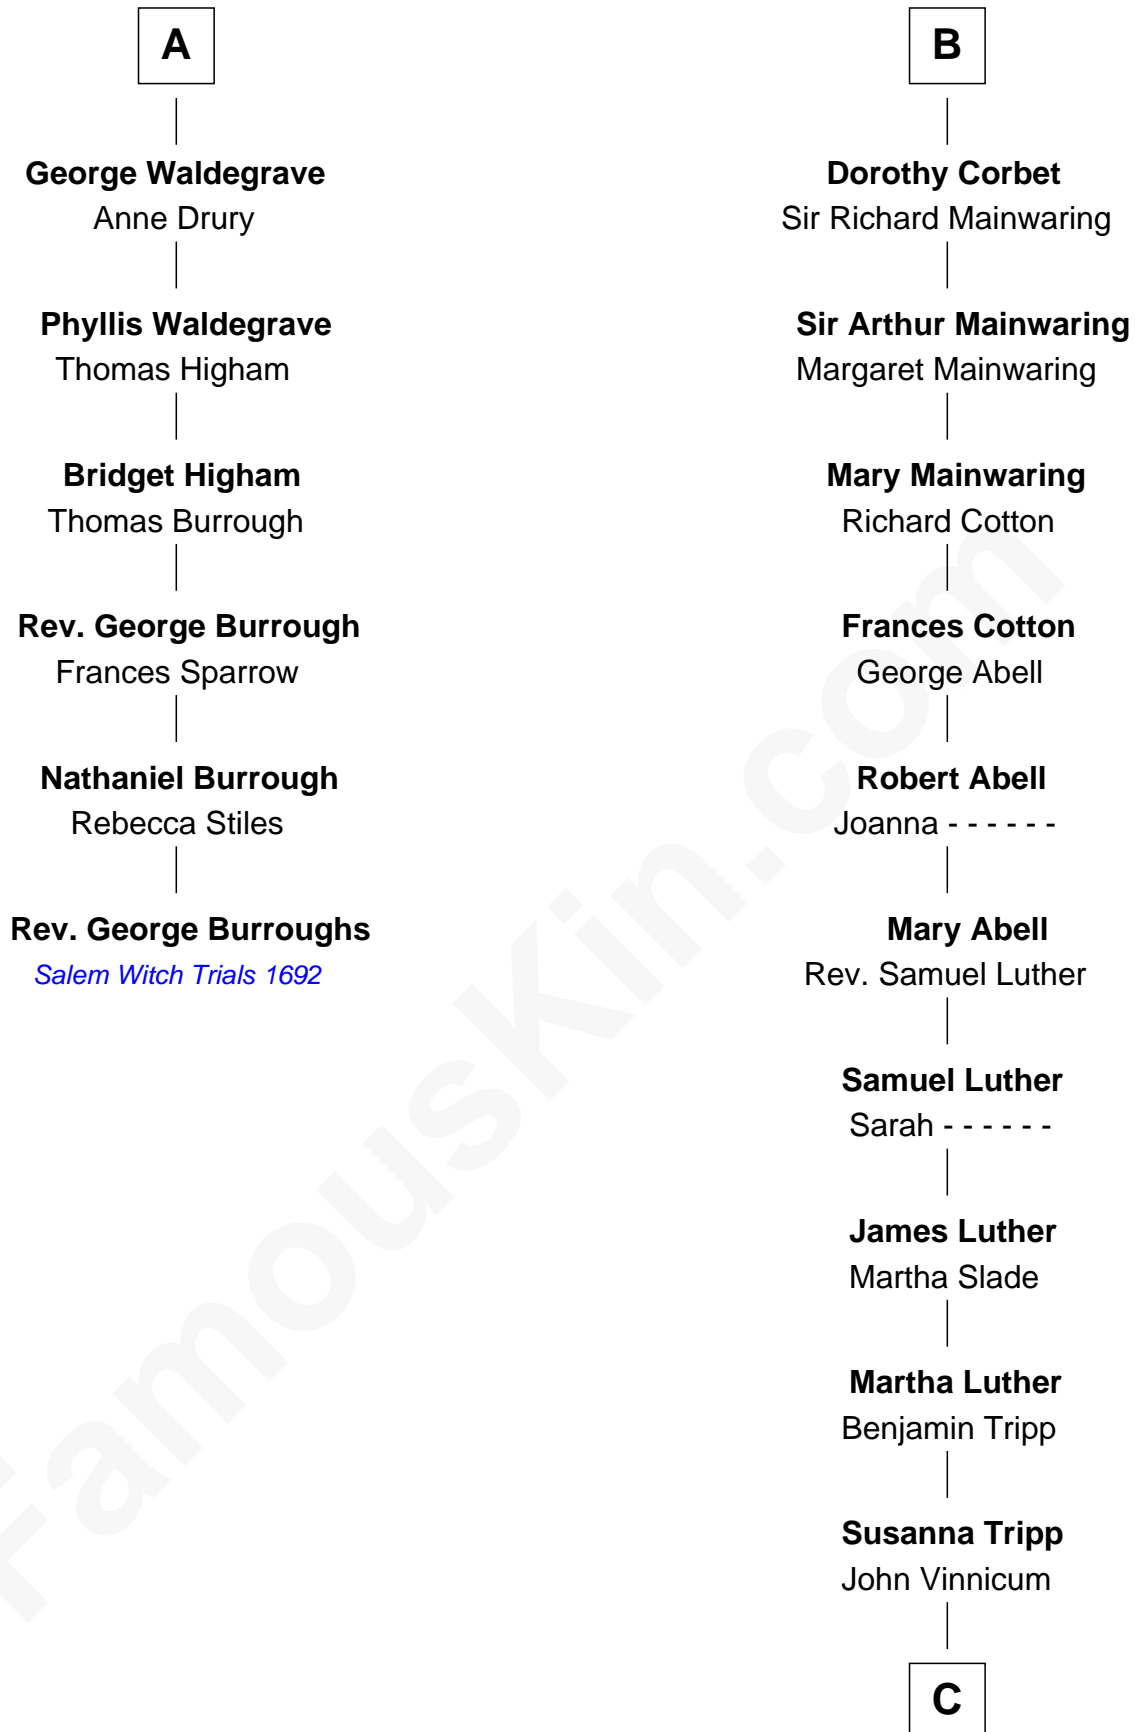 A
George Waldegrave
Anne Drury
Phyllis Waldegrave
Thomas Higham
Bridget Higham
Thomas Burrough
Rev. George Burrough
Frances Sparrow
Nathaniel Burrough
Rebecca Stiles
Rev. George Burroughs
Salem Witch Trials 1692
B
Dorothy Corbet
Sir Richard Mainwaring
Sir Arthur Mainwaring
Margaret Mainwaring
Mary Mainwaring
Richard Cotton
Frances Cotton
George Abell
Robert Abell
Joanna - - - - - -
Mary Abell
Rev. Samuel Luther
Samuel Luther
Sarah - - - - - -
James Luther
Martha Slade
Martha Luther
Benjamin Tripp
Susanna Tripp
John Vinnicum
C
FamousKin.com